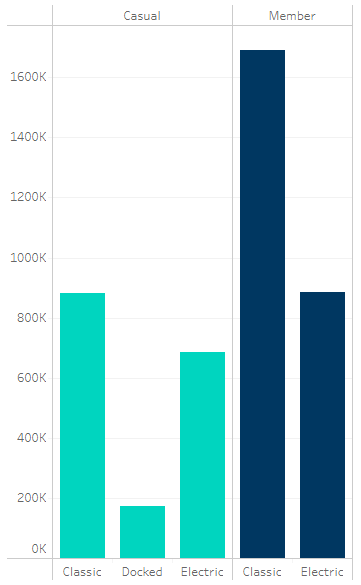 Casual Member
1600K
1400K
1200K
1000K
800K
600K
400K
200K
0K
Classic Docked Electric Classic Electric